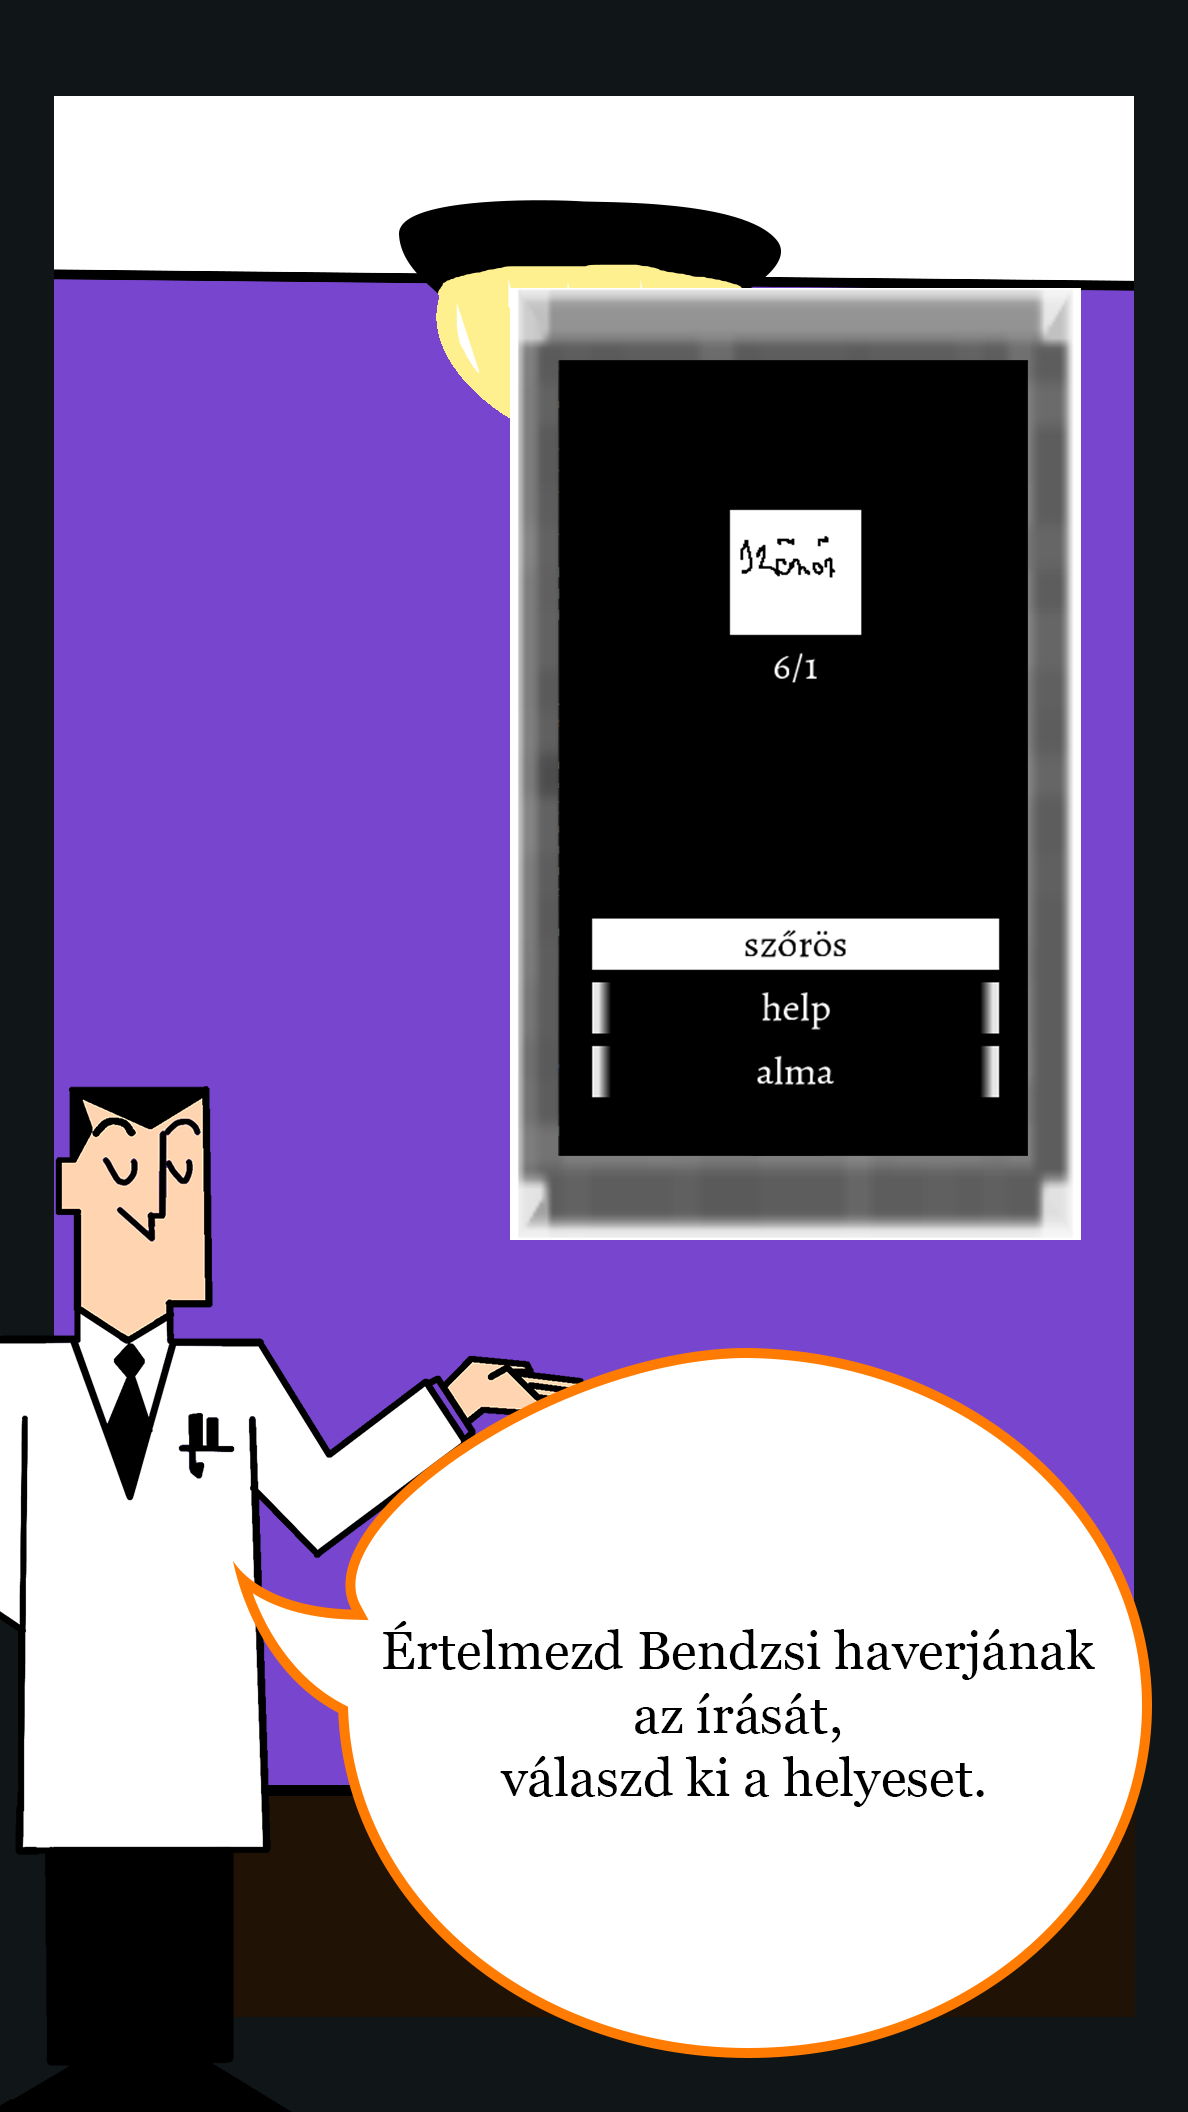 6/1
szőrös
help
alma
Értelmezd Bendzsi haverjának
az írását,
válaszd ki a helyeset.